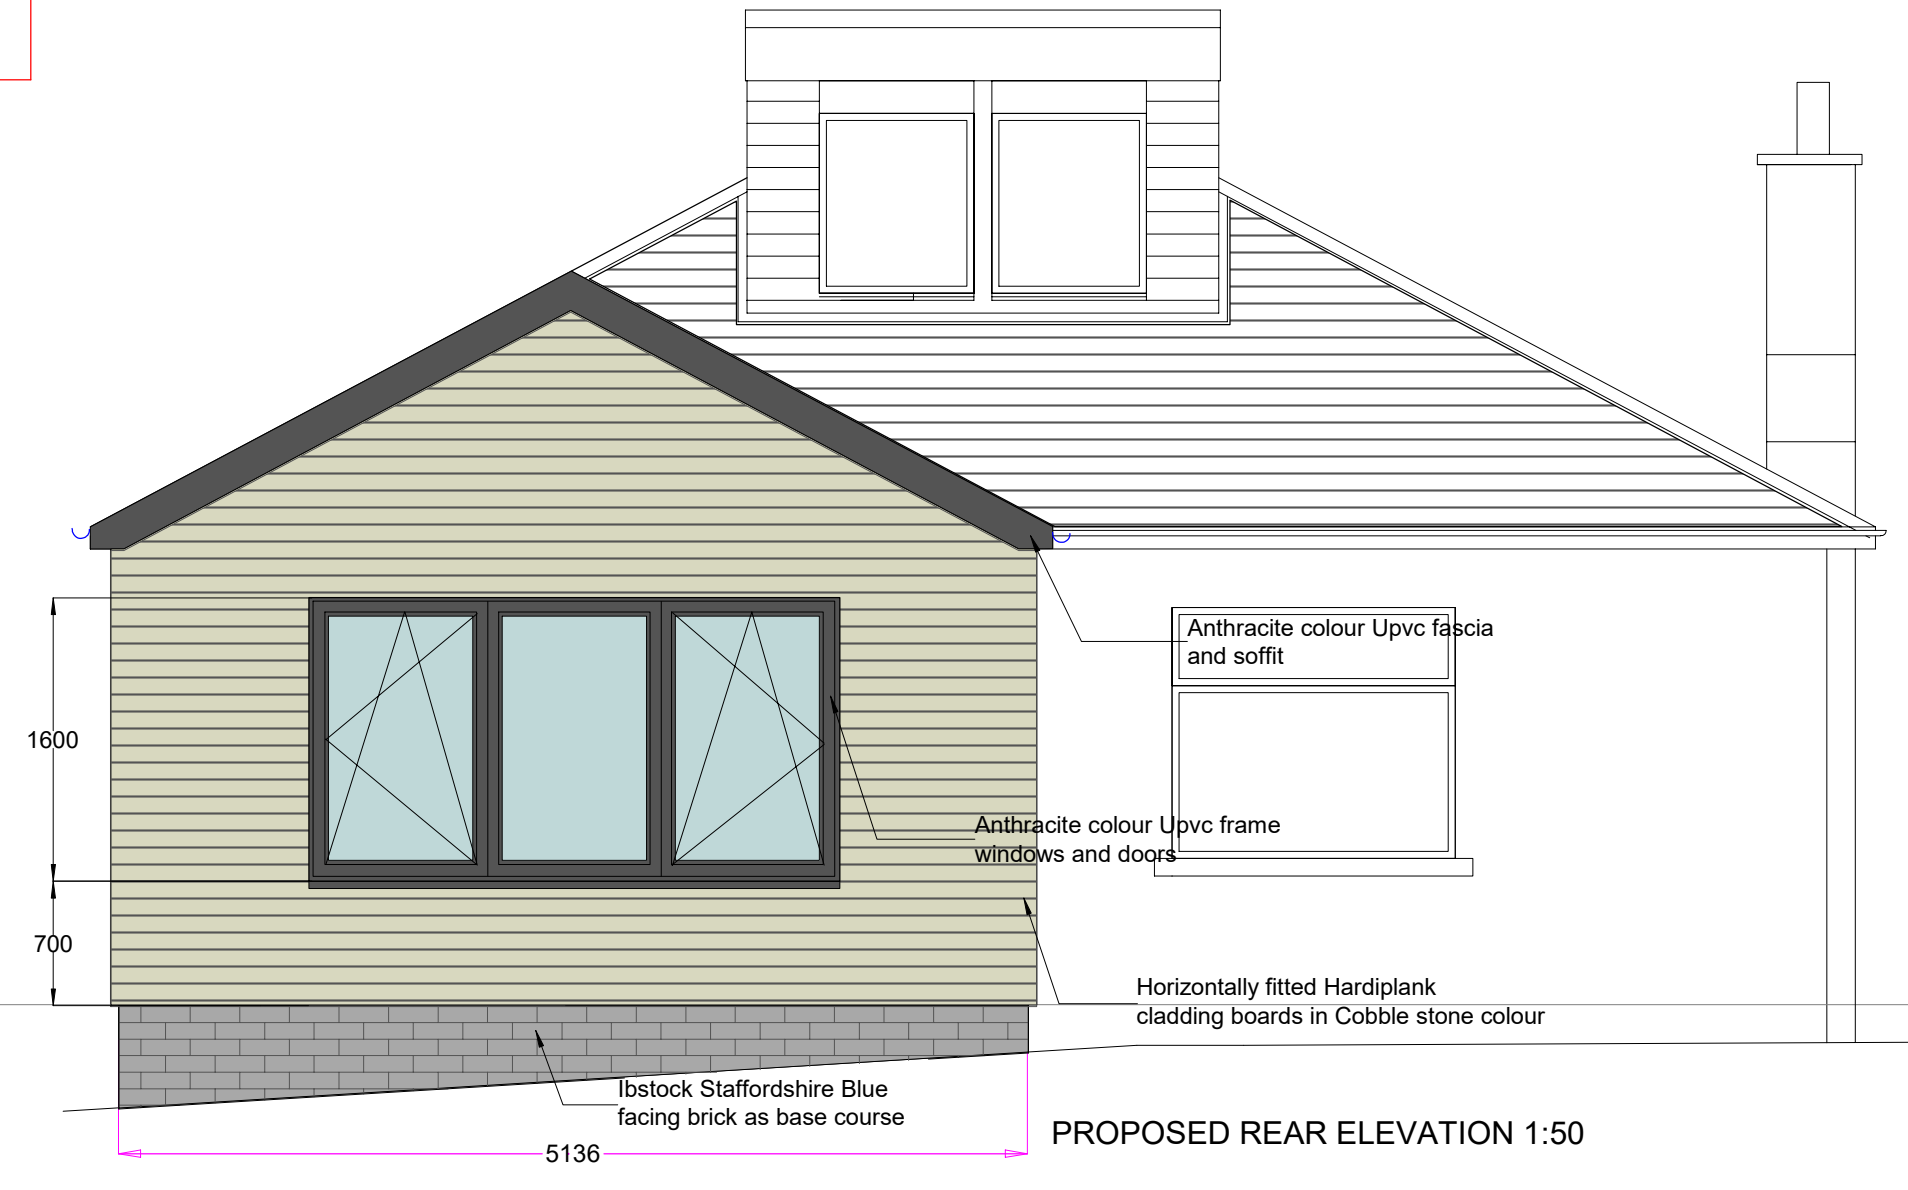 Anthracite colour Upvc fascia
and soffit
1600
Anthracite colour Upvc frame
windows and doors
700
Horizontally fitted Hardiplank
cladding boards in Cobble stone colour
Ibstock Staffordshire Blue
facing brick as base course
PROPOSED REAR ELEVATION 1:50
5136